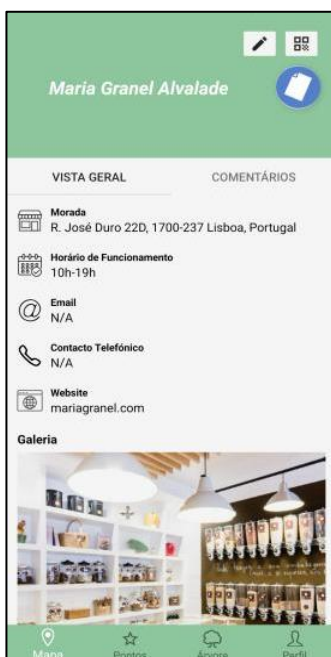 Maria Granel Alvalade
VISTA GERAL
COMENTÁRIOS
Morada
R. José Duro 22D, 1700-237 Lisboa, Portugal
Horário de Funcionamento
10h-19h
Email
N/A
Contacto Telefónico
N/A
Website
mariagranel.com
Galeria
Mapa
Pontos
Árvore
Perfil